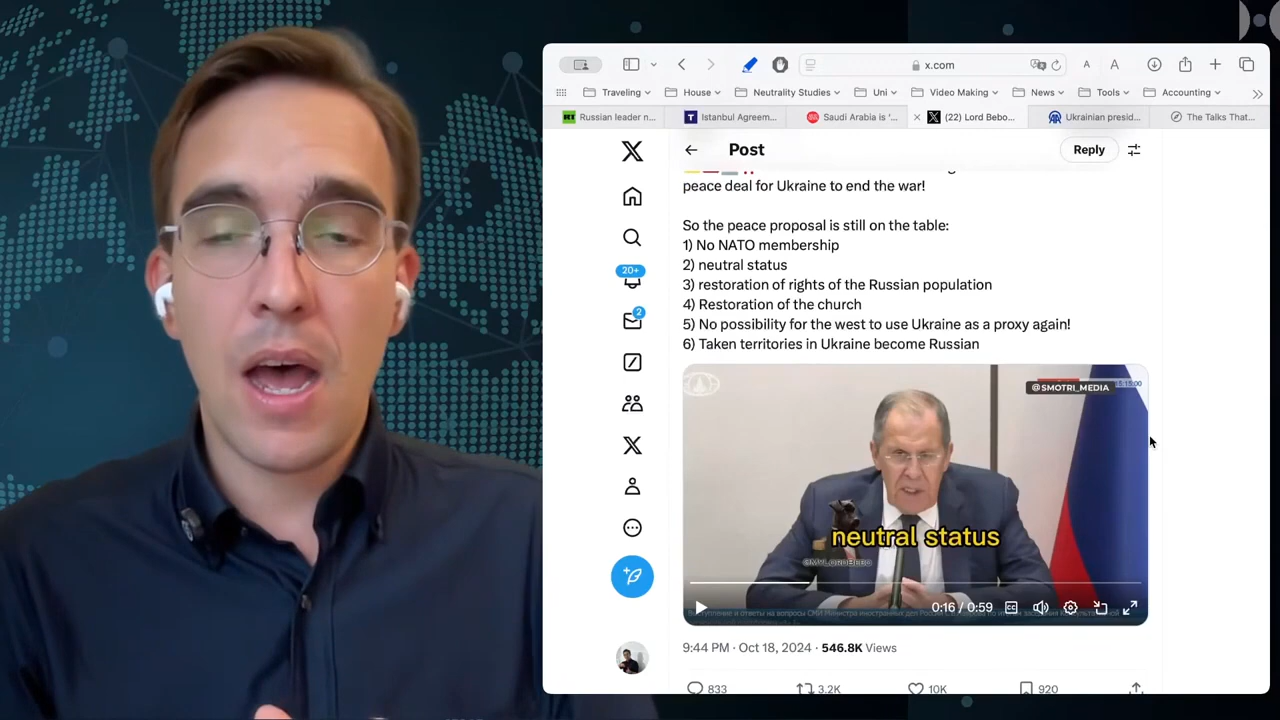 x.com
A
A
Traveling
House
Neutrality Studies
Uni
Video Making
News
Tools
Accounting
RT
Russian leader n...
T
Istanbul Agreem...
Saudi Arabia is '...
(22) Lord Bebo...
Ukrainian presid...
The Talks That...
Post
Reply
peace deal for Ukraine to end the war!
So the peace proposal is still on the table:
1) No NATO membership
2) neutral status
3) restoration of rights of the Russian population
4) Restoration of the church
5) No possibility for the west to use Ukraine as a proxy again!
6) Taken territories in Ukraine become Russian
20+
2
@SMOTRI_MEDIA
neutral status
@MYLORDBEBO
0:16 / 0:59
9:44 PM · Oct 18, 2024 · 546.8K Views
833
3.2K
10K
920